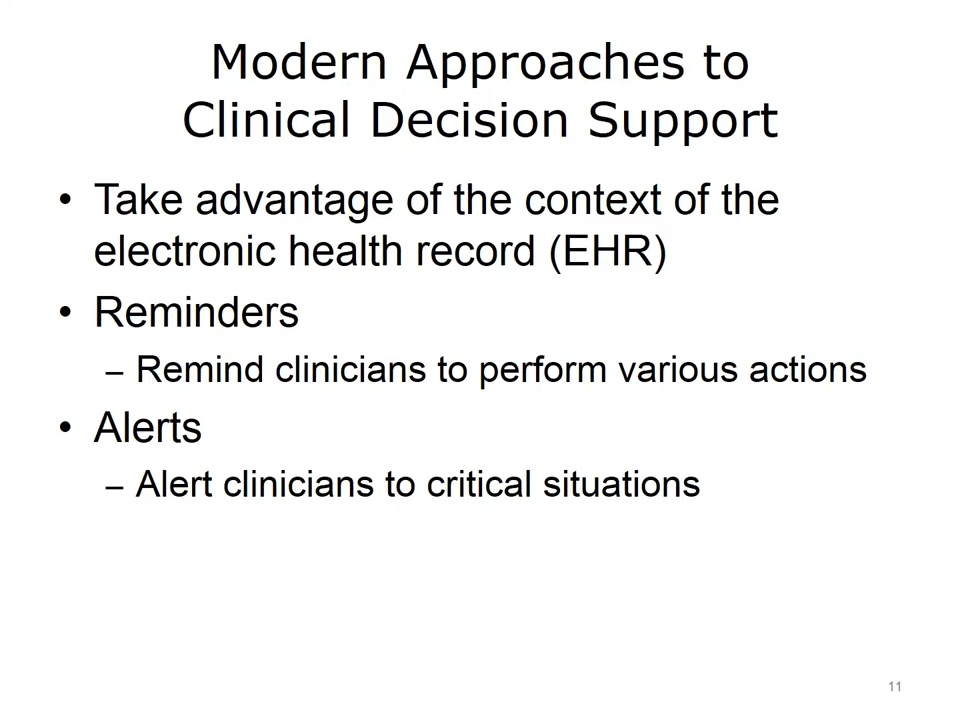 Modern Approaches to
Clinical Decision Support
• Take advantage of the context of the
electronic health record (EHR)
• Reminders
– Remind clinicians to perform various actions
• Alerts
– Alert clinicians to critical situations
11